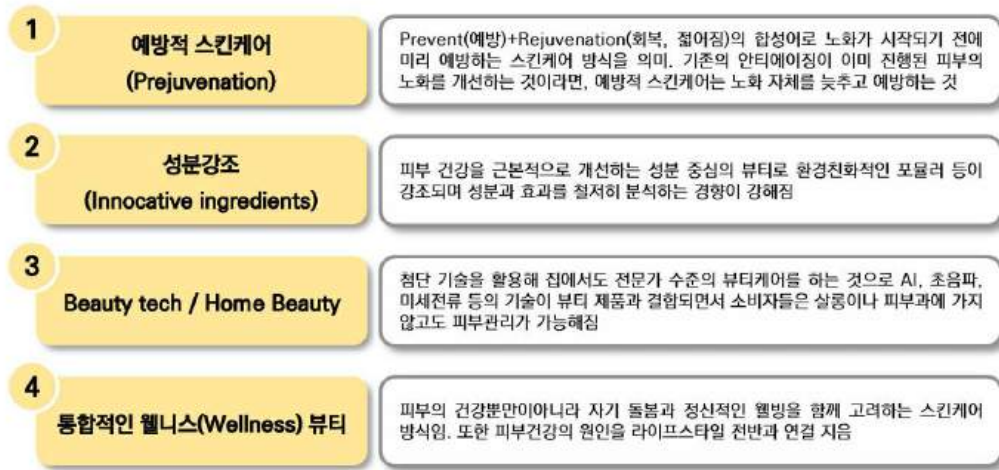 1
예방적 스킨케어
(Prejuvenation)
Prevent(예방)+Rejuvenation(회복, 젊어짐)의 합성어로 노화가 시작되기 전에
미리 예방하는 스킨케어 방식을 의미. 기존의 안티에이징이 이미 진행된 피부의
노화를 개선하는 것이라면, 예방적 스킨케어는 노화 자체를 늦추고 예방하는 것
2
성분강조
(Innocative ingredients)
피부 건강을 근본적으로 개선하는 성분 중심의 뷰티로 환경친화적인 포뮬러 등이
강조되며 성분과 효과를 철저히 분석하는 경향이 강해짐
3
Beauty tech / Home Beauty
첨단 기술을 활용해 집에서도 전문가 수준의 뷰티케어를 하는 것으로 AI, 초음파,
미세전류 등의 기술이 뷰티 제품과 결합되면서 소비자들은 살롱이나 피부과에 가지
않고도 피부관리가 가능해짐
4
통합적인 웰니스(Wellness) 뷰티
피부의 건강뿐만이아니라 자기 돌봄과 정신적인 웰빙을 함께 고려하는 스킨케어
방식임. 또한 피부건강의 원인을 라이프스타일 전반과 연결 지음